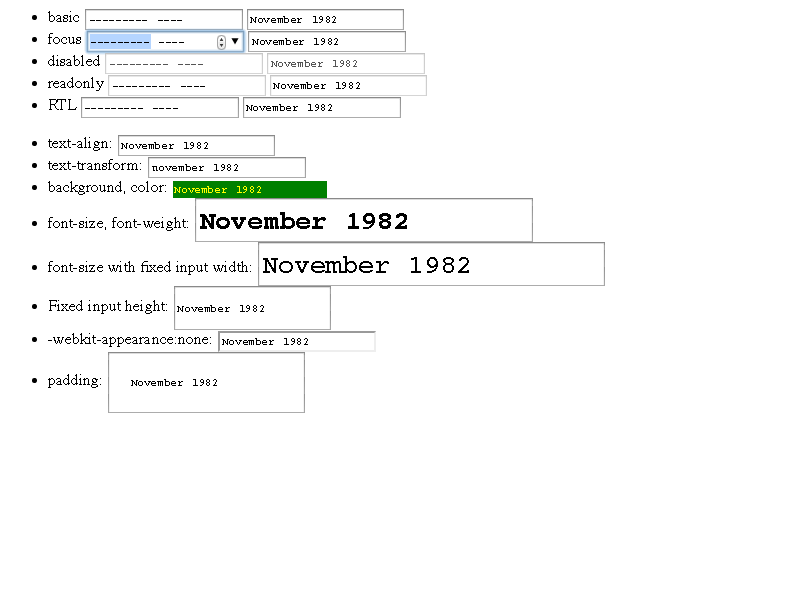 basic --------- ---- November 1982
focus --------- ---- November 1982
disabled --------- ---- November 1982
readonly --------- ---- November 1982
RTL --------- ---- November 1982
text-align: November 1982
text-transform: november 1982
background, color: November 1982
font-size, font-weight: November 1982
font-size with fixed input width: November 1982
Fixed input height: November 1982
-webkit-appearance:none: November 1982
padding: November 1982